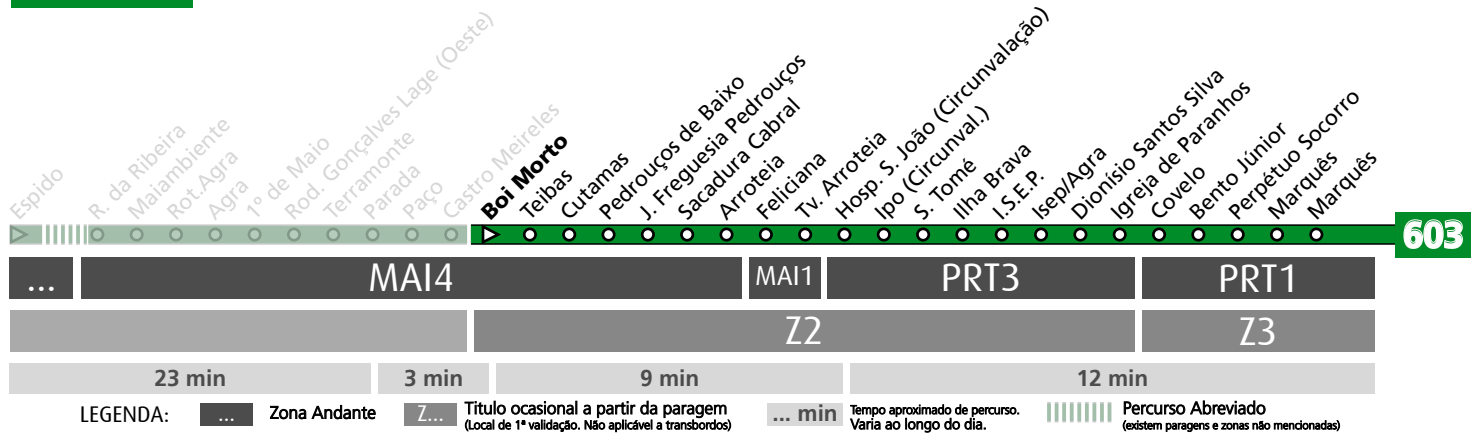 Espido
R. da Ribeira
Maiambiente
Rot.Agra
Agra
1º de Maio
Rod. Gonçalves Lage (Oeste)
Terramonte
Parada
Paço
Castro Meireles
Boi Morto
Teibas
Cutamas
Pedrouços de Baixo
J. Freguesia Pedrouços
Sacadura Cabral
Arroteia
Feliciana
Tv. Arroteia
Hosp. S. João (Circunvalação)
Ipo (Circunval.)
S. Tomé
Ilha Brava
I.S.E.P.
Isep/Agra
Dionísio Santos Silva
Igreja de Paranhos
Covelo
Bento Júnior
Perpétuo Socorro
Marquês
Marquês
603
... MAI4 MAI1 PRT3 PRT1
Z2 Z3
23 min 3 min 9 min 12 min
LEGENDA:
... Zona Andante
Z... Titulo ocasional a partir da paragem
(Local de 1ª validação. Não aplicável a transbordos)
... min Tempo aproximado de percurso.
Varia ao longo do dia.
Percurso Abreviado
(existem paragens e zonas não mencionadas)